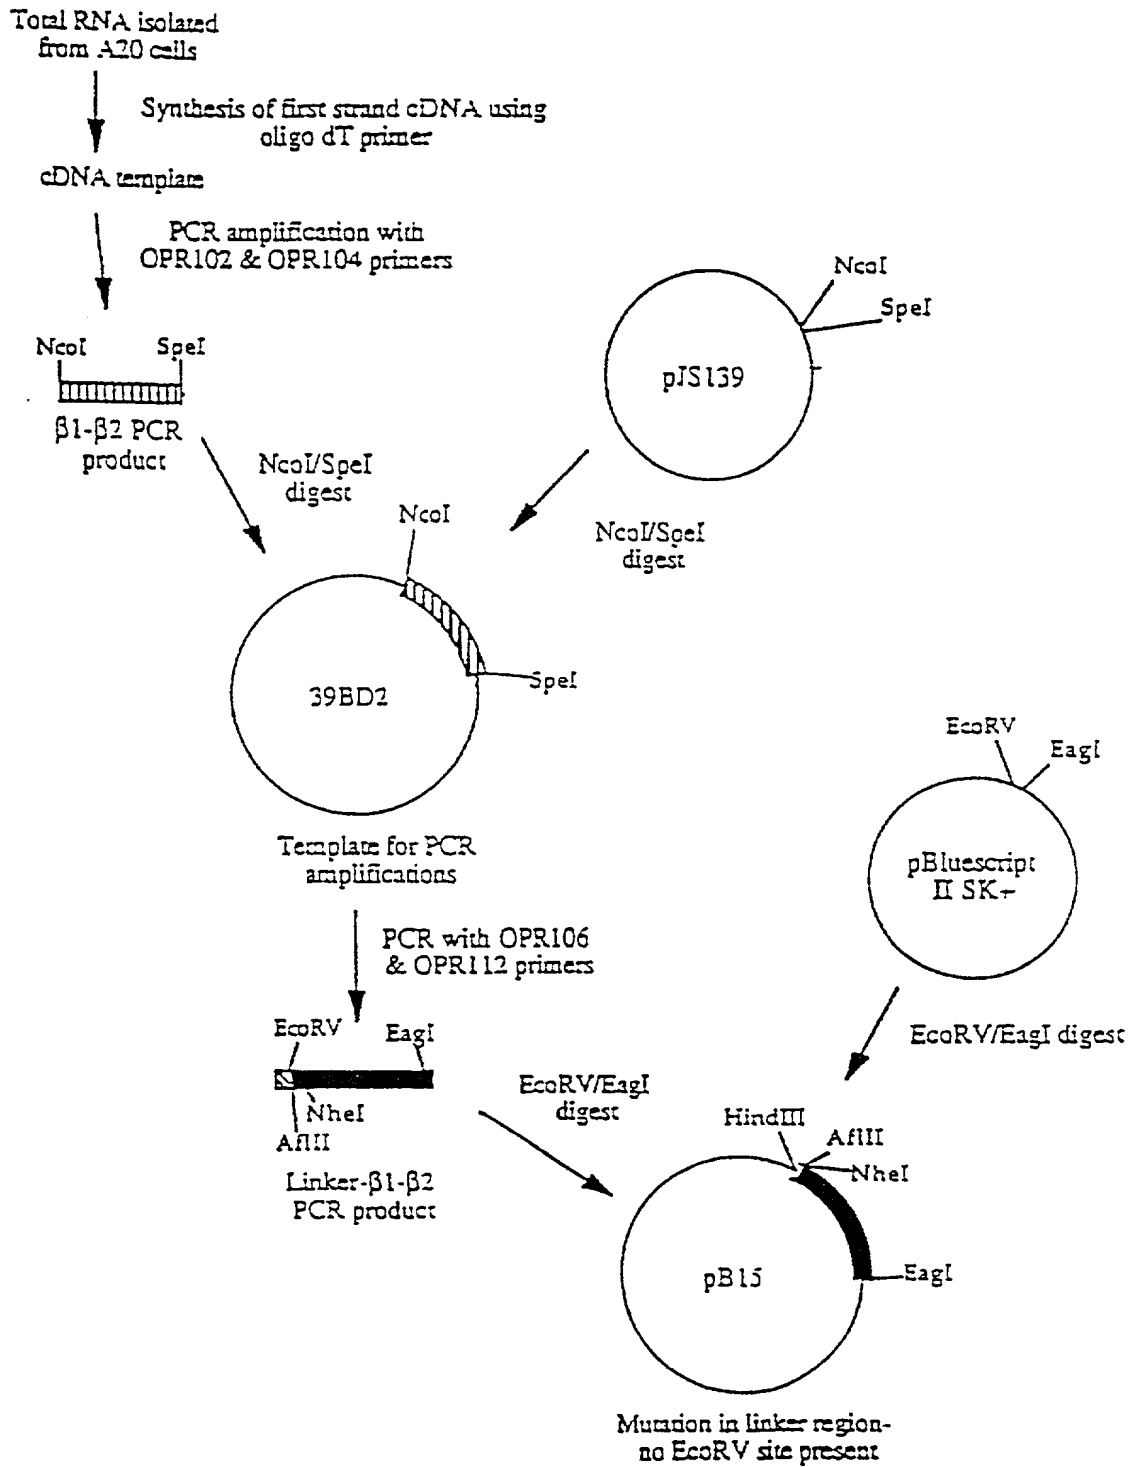 Total RNA isolated
from A20 cells
Synthesis of first strand cDNA using
oligo dT primer
cDNA template
PCR amplification with
OPR102 & OPR104 primers
NcoI
SpeI
β1-β2 PCR
product
NcoI
SpeI
pJS139
NcoI/SpeI
digest
NcoI/SpeI
digest
NcoI
SpeI
39BD2
Template for PCR
amplifications
EcoRV
EagI
pBluescript
II SK+
PCR with OPR106
& OPR112 primers
EcoRV
EagI
NheI
AflII
Linker-β1-β2
PCR product
EcoRV/EagI
digest
EcoRV/EagI digest
HindIII
AflII
NheI
EagI
pB15
Mutation in linker region-
no EcoRV site present